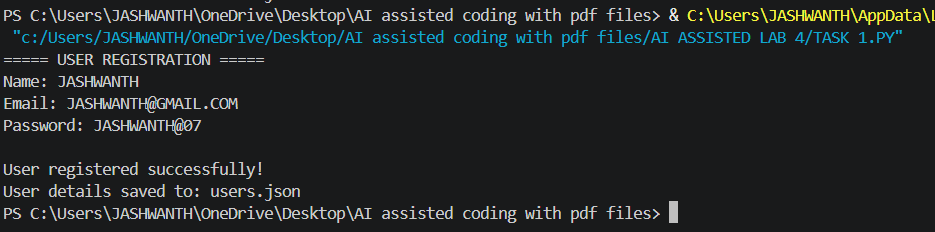 PS C:\Users\JASHWANTH\OneDrive\Desktop\AI assisted coding with pdf files> & C:\Users\JASHWANTH\AppData\L
"c:/Users/JASHWANTH/OneDrive/Desktop/AI assisted coding with pdf files/AI ASSISTED LAB 4/TASK 1.PY"
===== USER REGISTRATION =====
Name: JASHWANTH
Email: JASHWANTH@GMAIL.COM
Password: JASHWANTH@07
User registered successfully!
User details saved to: users.json
PS C:\Users\JASHWANTH\OneDrive\Desktop\AI assisted coding with pdf files>